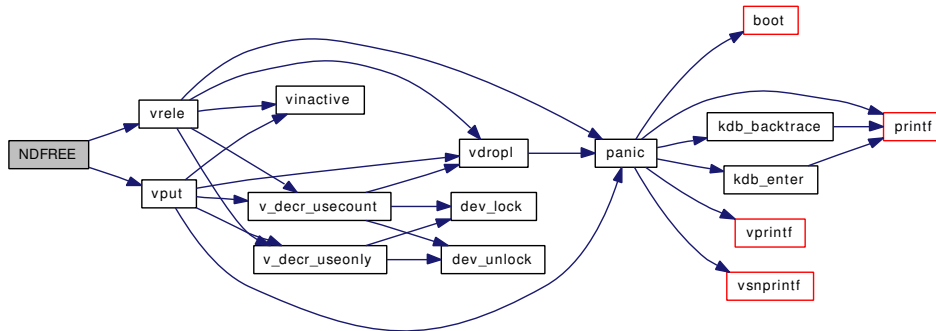 boot
vrele
vinactive
kdb_backtrace
printf
NDFREE
vdropl
panic
kdb_enter
vput
v_decr_usecount
dev_lock
vprintf
v_decr_useonly
dev_unlock
vsnprintf